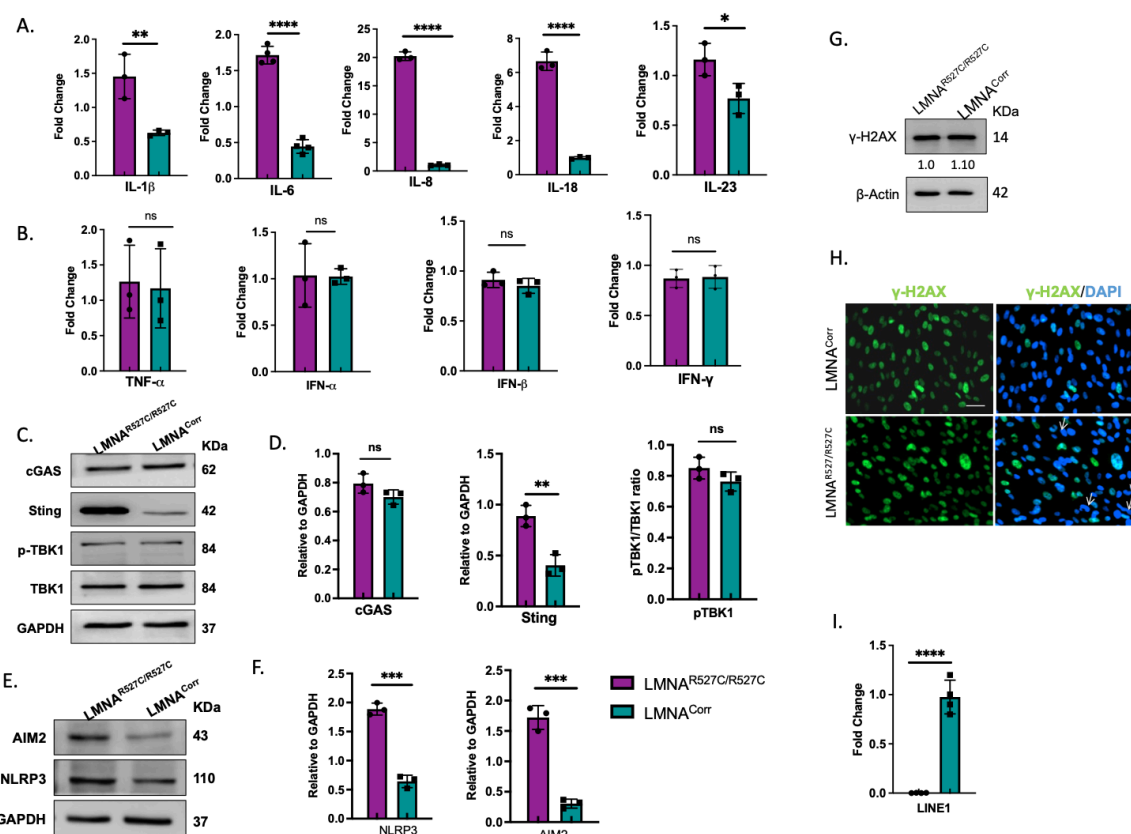 A.
**
****
****
****
*
Fold Change
2.0
1.5
1.0
0.5
0.0
IL-1β
Fold Change
2.0
1.5
1.0
0.5
0.0
IL-6
Fold Change
25
20
15
10
5
0
IL-8
Fold Change
8
6
4
2
0
IL-18
Fold Change
1.5
1.0
0.5
0.0
IL-23
B.
ns
ns
ns
ns
Fold Change
2.0
1.5
1.0
0.5
0.0
TNF-α
Fold Change
1.5
1.0
0.5
0.0
IFN-α
Fold Change
1.5
1.0
0.5
0.0
IFN-β
Fold Change
1.5
1.0
0.5
0.0
IFN-γ
C.
LMNA^R527C/R527C
LMNA^Corr
KDa
cGAS 62
Sting 42
p-TBK1 84
TBK1 84
GAPDH 37
D.
ns
**
ns
Relative to GAPDH
1.0
0.8
0.6
0.4
0.2
0.0
cGAS
Relative to GAPDH
1.5
1.0
0.5
0.0
Sting
pTBK1/TBK1 ratio
1.0
0.8
0.6
0.4
0.2
0.0
pTBK1
E.
LMNA^R527C/R527C
LMNA^Corr
KDa
AIM2 43
NLRP3 110
GAPDH 37
F.
***
***
Relative to GAPDH
2.5
2.0
1.5
1.0
0.5
0.0
NLRP3
Relative to GAPDH
2.5
2.0
1.5
1.0
0.5
0.0
AIM2
LMNA^R527C/R527C
LMNA^Corr
G.
LMNA^R527C/R527C
LMNA^Corr
KDa
γ-H2AX 14
1.0 1.10
β-Actin 42
H.
γ-H2AX
γ-H2AX/DAPI
LMNA^Corr
LMNA^R527/R527C
I.
****
Fold Change
1.5
1.0
0.5
0.0
LINE1